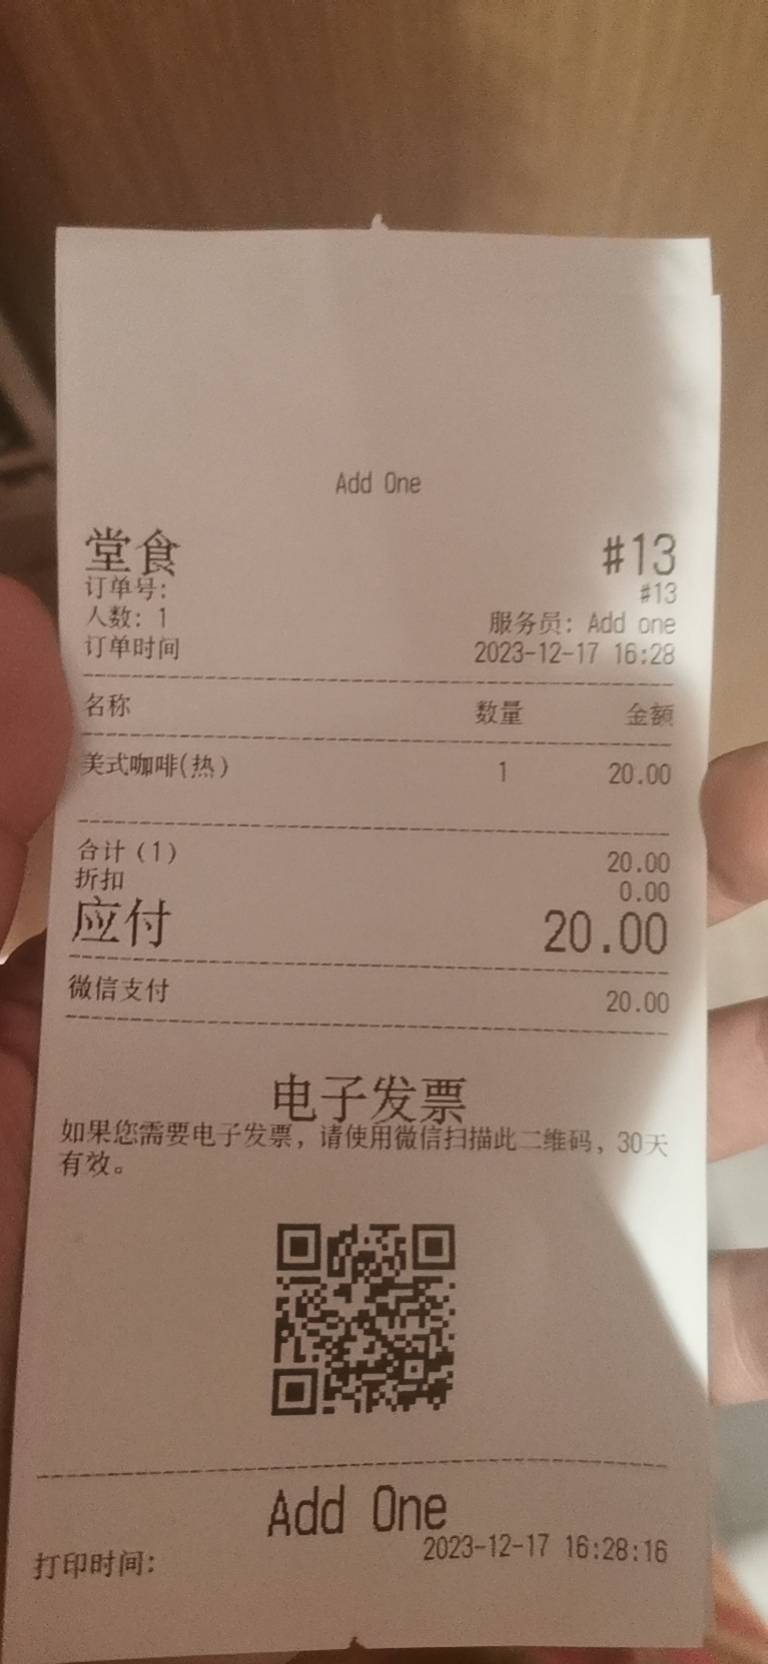 Add One
堂食 #13
订单号: #13
人数: 1 服务员: Add one
订单时间 2023-12-17 16:28
名称 数量 金额
美式咖啡(热) 1 20.00
合计(1) 20.00
折扣 0.00
应付 20.00
微信支付 20.00
电子发票
如果您需要电子发票，请使用微信扫描此二维码，30天
有效。
Add One
打印时间: 2023-12-17 16:28:16